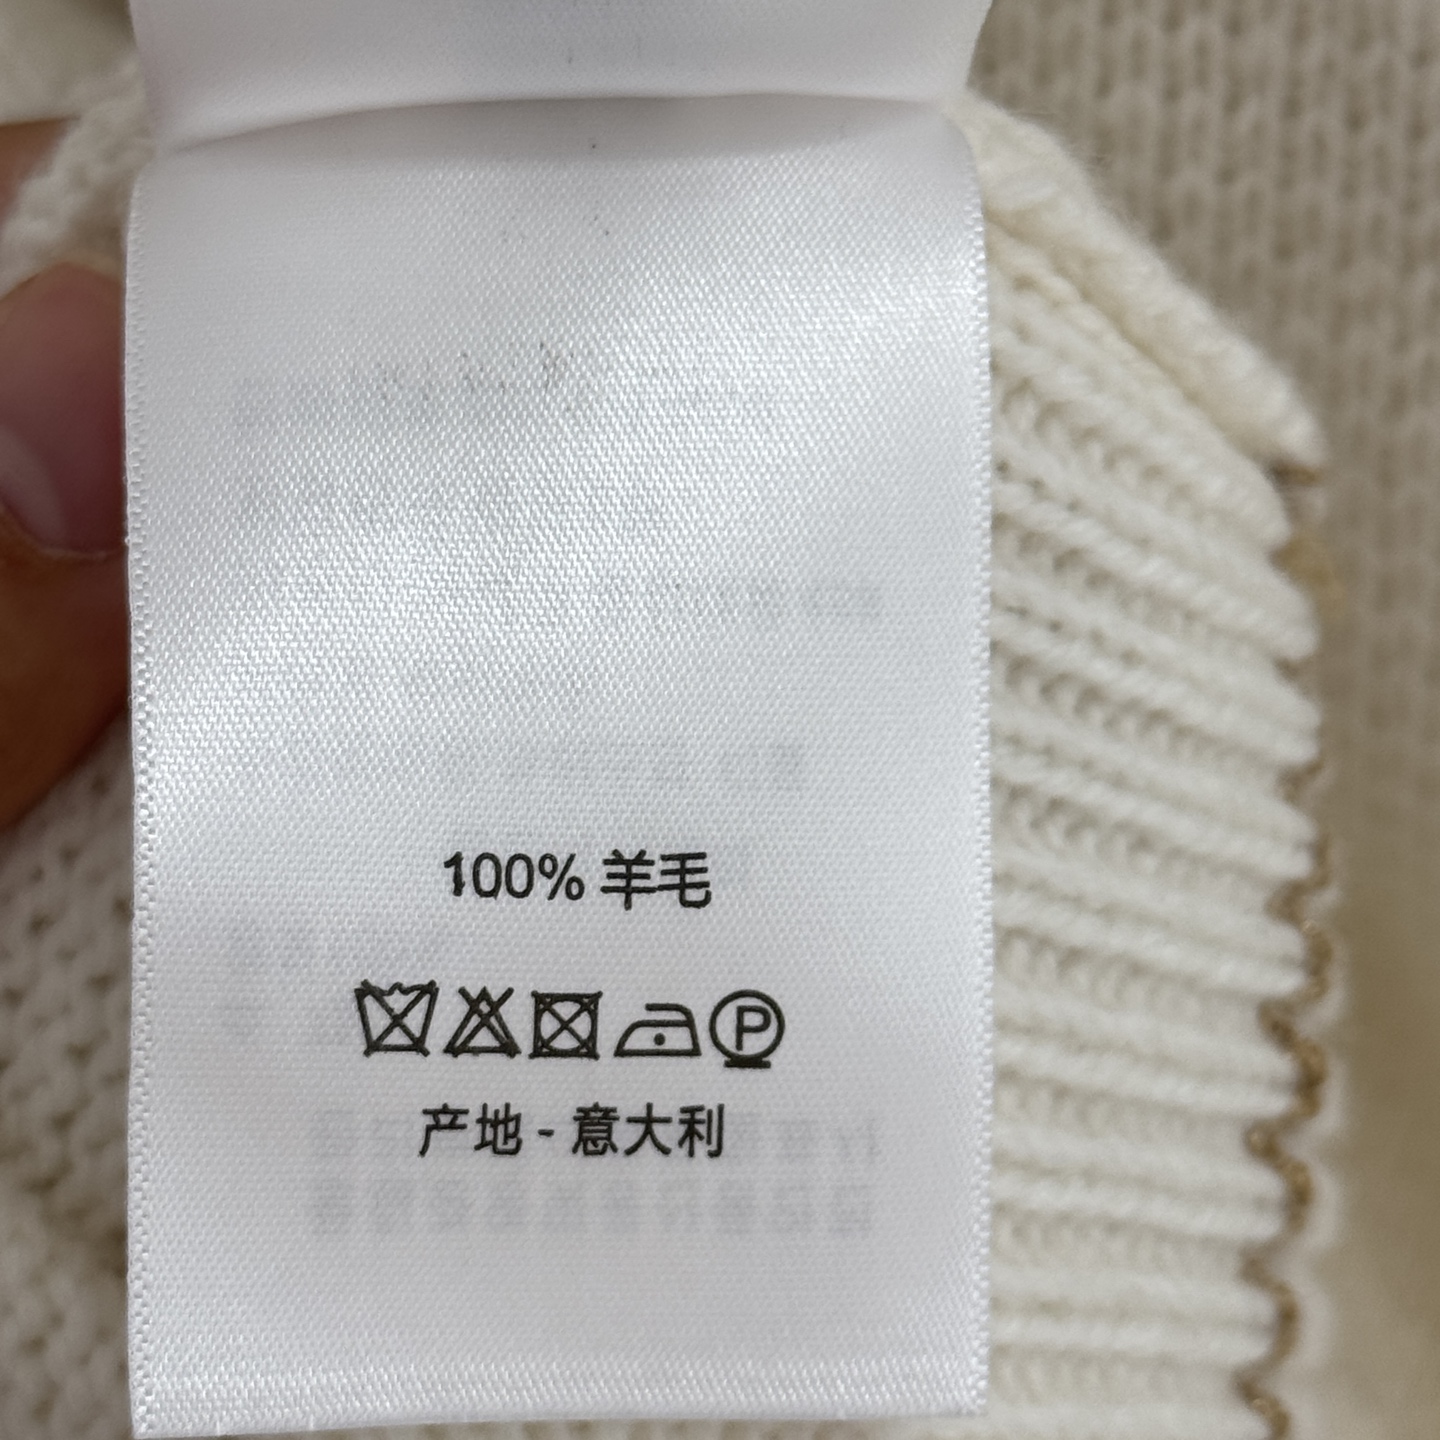 100% 羊毛
P
产地 - 意大利